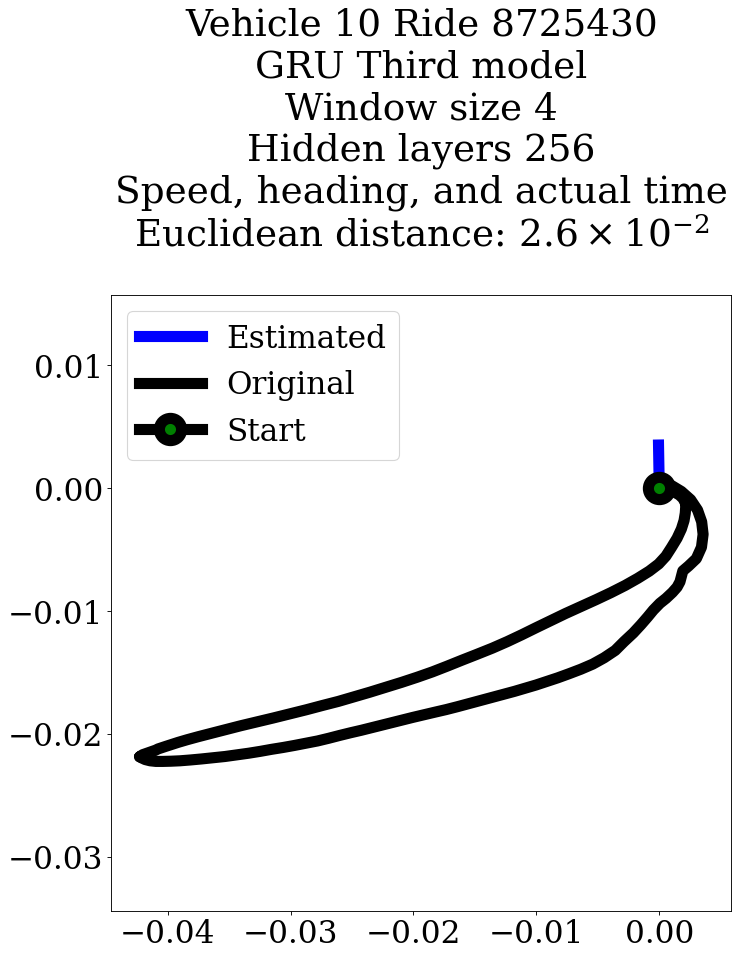 Vehicle 10 Ride 8725430
GRU Third model
Window size 4
Hidden layers 256
Speed, heading, and actual time
Euclidean distance: 2.6 × 10⁻²
Estimated
Original
Start
0.01
0.00
−0.01
−0.02
−0.03
−0.04 −0.03 −0.02 −0.01 0.00